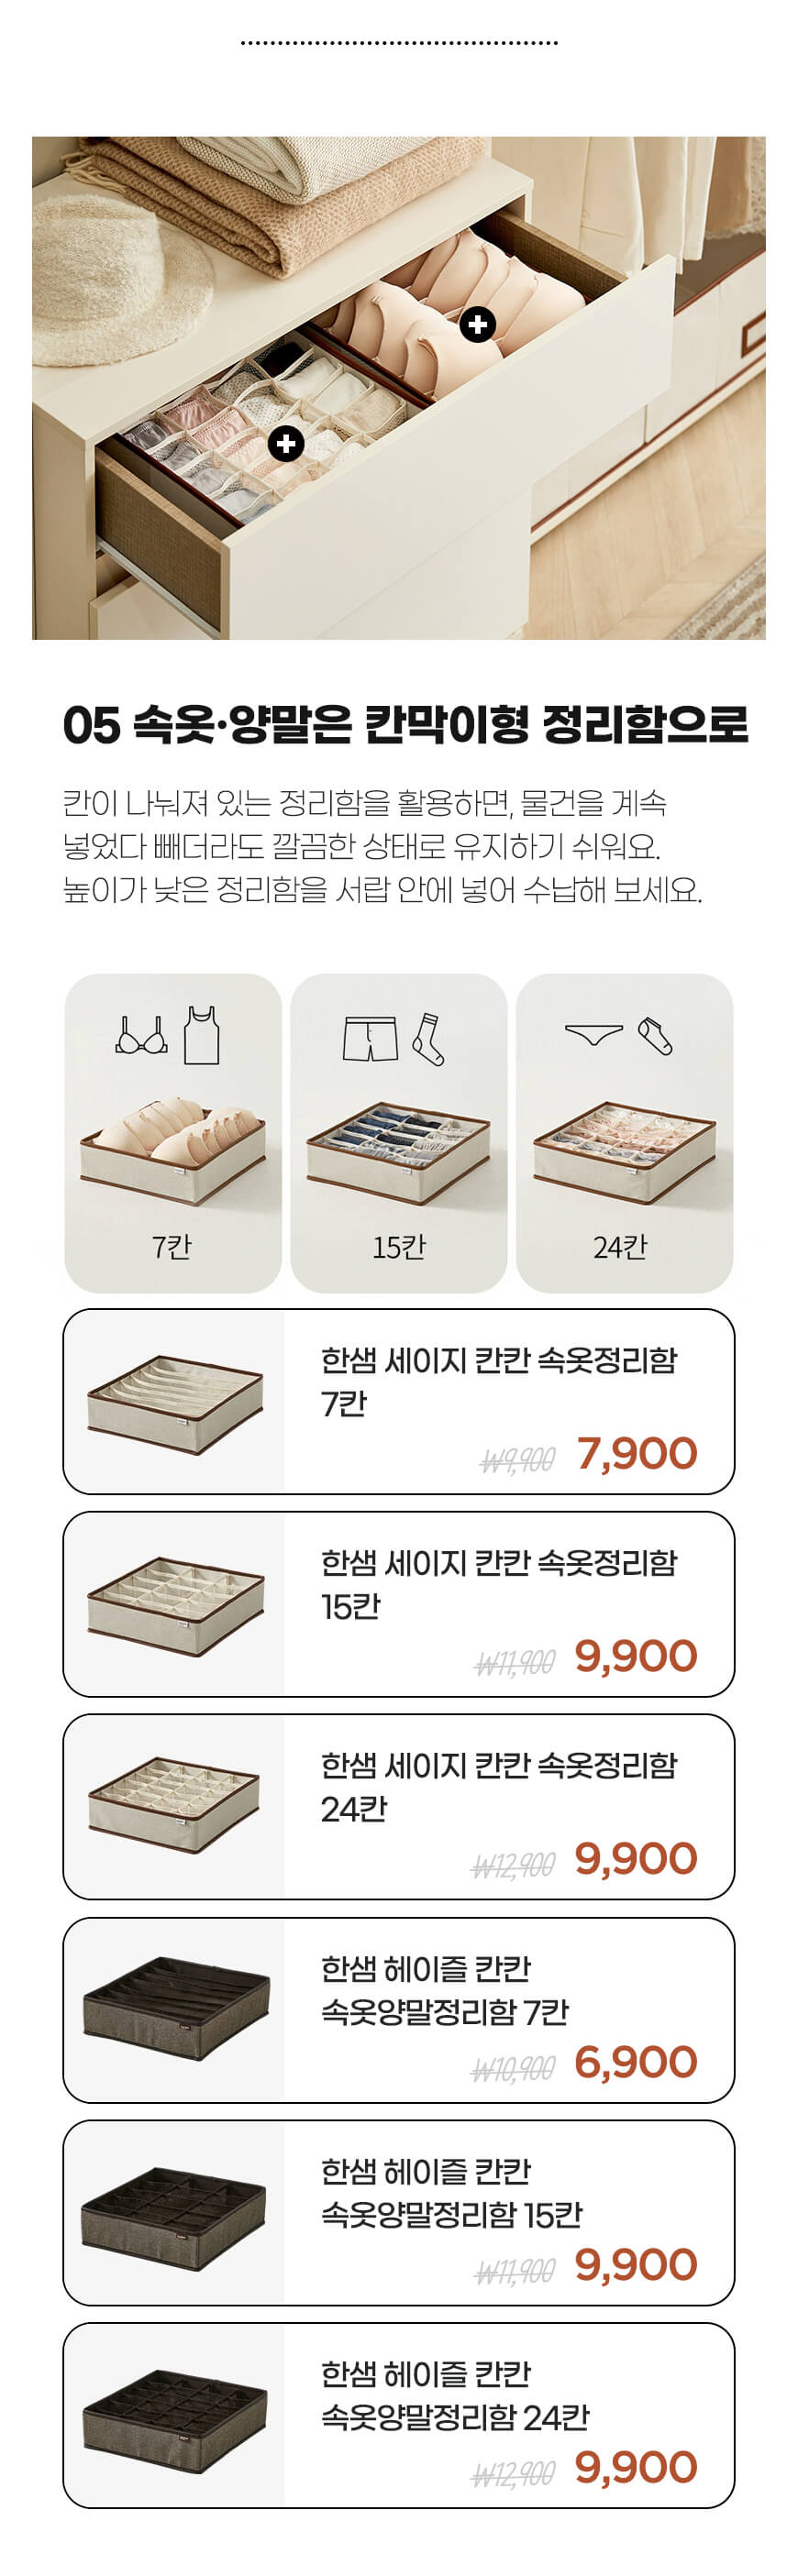 05 속옷·양말은 칸막이형 정리함으로
칸이 나눠져 있는 정리함을 활용하면, 물건을 계속
넣었다 빼더라도 깔끔한 상태로 유지하기 쉬워요.
높이가 낮은 정리함을 서랍 안에 넣어 수납해 보세요.
7칸
15칸
24칸
한샘 세이지 칸칸 속옷정리함
7칸
₩9,900 7,900
한샘 세이지 칸칸 속옷정리함
15칸
₩11,900 9,900
한샘 세이지 칸칸 속옷정리함
24칸
₩12,900 9,900
한샘 헤이즐 칸칸
속옷양말정리함 7칸
₩10,900 6,900
한샘 헤이즐 칸칸
속옷양말정리함 15칸
₩11,900 9,900
한샘 헤이즐 칸칸
속옷양말정리함 24칸
₩12,900 9,900